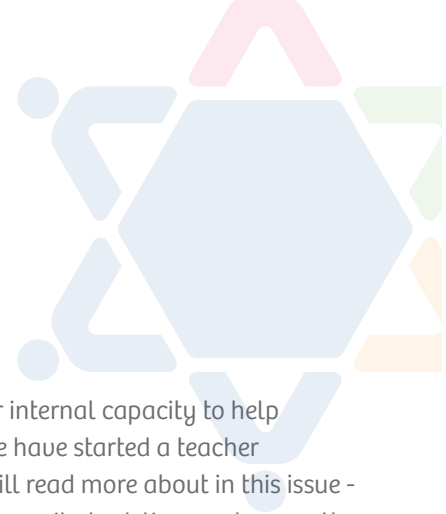 r internal capacity to help
e have started a teacher
ill read more about in this issue -